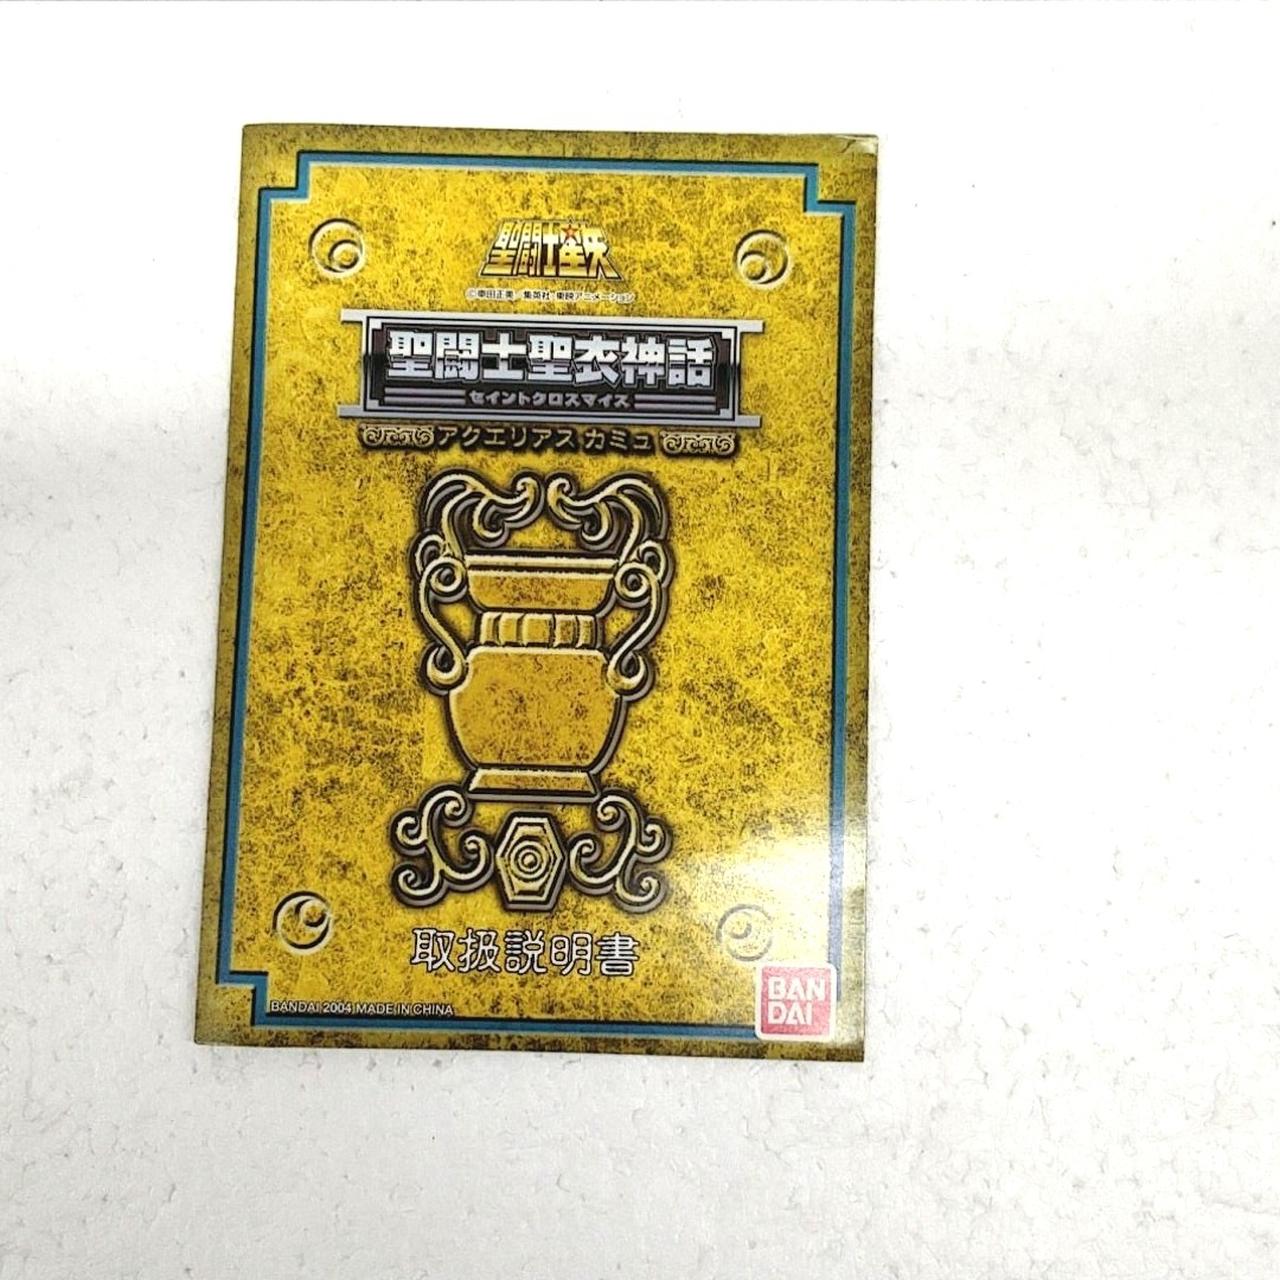 聖闘士星矢
©車田正美/集英社・東映アニメーション
聖闘士聖衣神話
セイントクロスマイス
アクエリアス カミュ
取扱説明書
BANDAI 2004 MADE IN CHINA
BAN
DAI